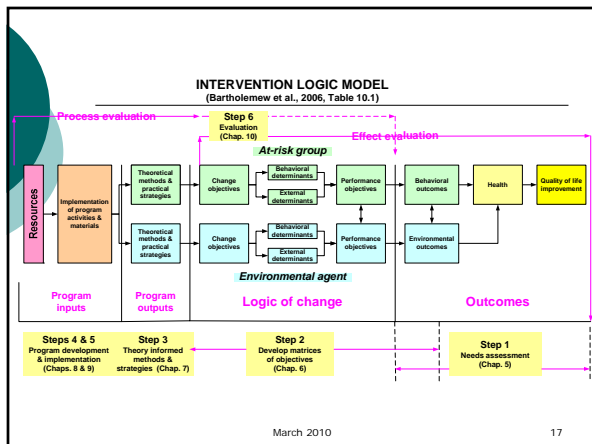 INTERVENTION LOGIC MODEL
(Bartholemew et al., 2006, Table 10.1)
Process evaluation
Step 6
Evaluation
(Chap. 10)
Effect evaluation
At-risk group
Resources
Implementation
of program
activities &
materials
Theoretical
methods &
practical
strategies
Change
objectives
Behavioral
determinants
External
determinants
Performance
objectives
Behavioral
outcomes
Health
Quality of life
improvement
Theoretical
methods &
practical
strategies
Change
objectives
Behavioral
determinants
External
determinants
Performance
objectives
Environmental
outcomes
Environmental agent
Program
inputs
Program
outputs
Logic of change
Outcomes
Steps 4 & 5
Program development
& implementation
(Chaps. 8 & 9)
Step 3
Theory informed
methods &
strategies (Chap. 7)
Step 2
Develop matrices
of objectives
(Chap. 6)
Step 1
Needs assessment
(Chap. 5)
March 2010
17